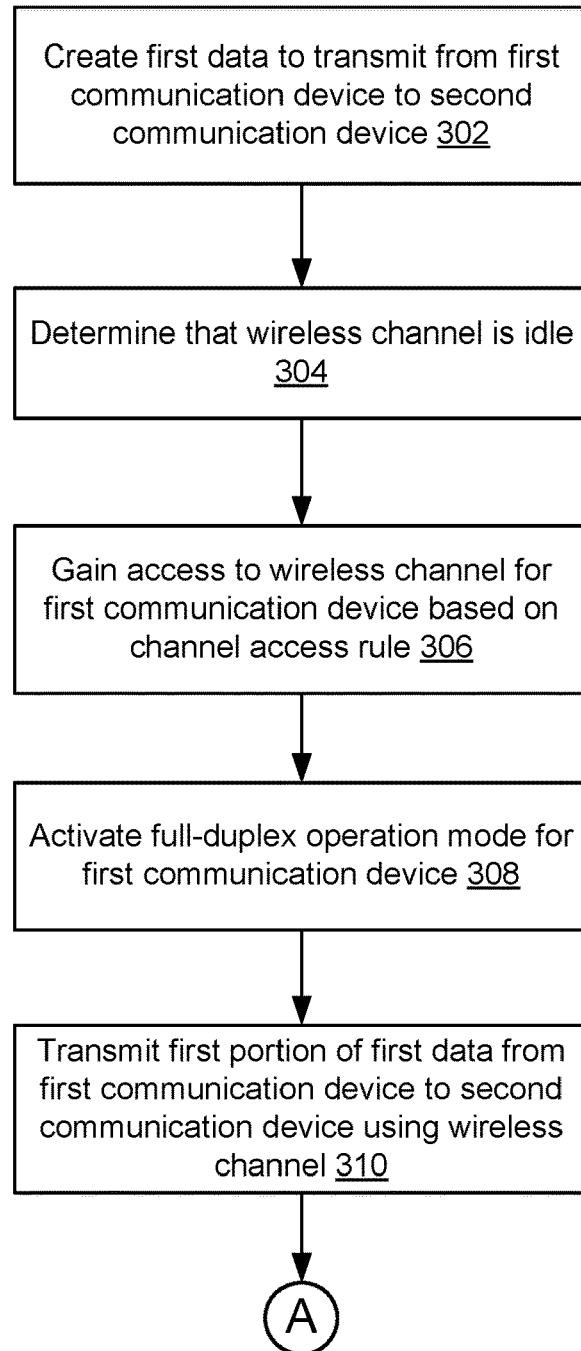 Create first data to transmit from first
communication device to second
communication device 302
Determine that wireless channel is idle
304
Gain access to wireless channel for
first communication device based on
channel access rule 306
Activate full-duplex operation mode for
first communication device 308
Transmit first portion of first data from
first communication device to second
communication device using wireless
channel 310
A